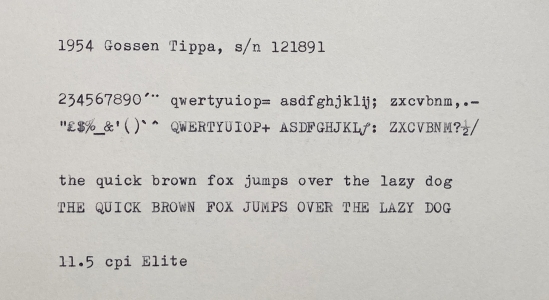 1954 Gossen Tippa, s/n 121891
234567890´¨ qwertyuiop= asdfghjklĳ; zxcvbnm,.-
"£$%_&'()`^ QWERTYUIOP+ ASDFGHJKLƒ: ZXCVBNM?½/
the quick brown fox jumps over the lazy dog
THE QUICK BROWN FOX JUMPS OVER THE LAZY DOG
11.5 cpi Elite